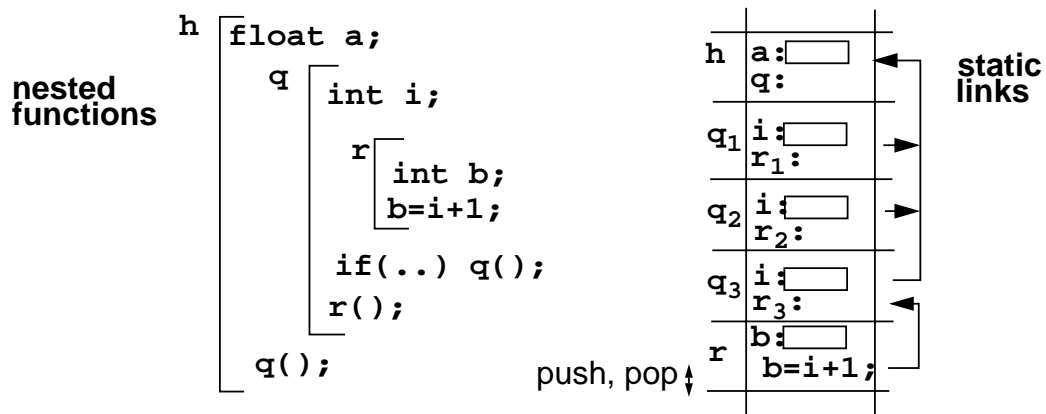 nested
functions
h
float a;
q
int i;
r
int b;
b=i+1;
if(..) q();
r();
q();
h a:
q:
q1 i:
r1:
q2 i:
r2:
q3 i:
r3:
r b:
b=i+1;
push, pop
static
links